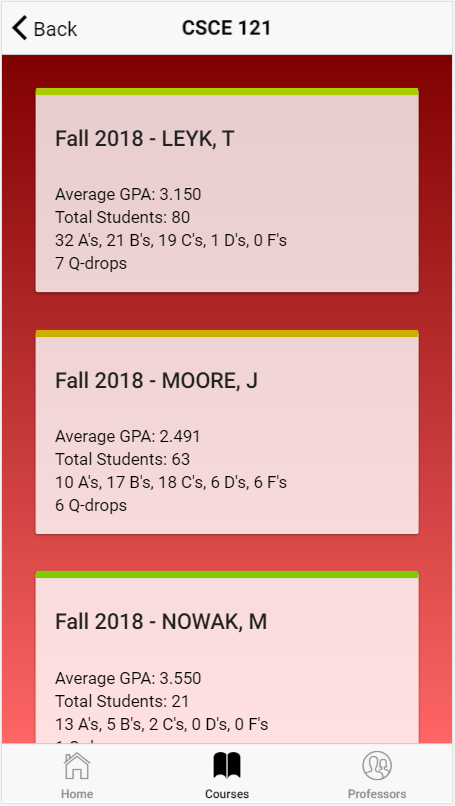 Back
CSCE 121
Fall 2018 - LEYK, T
Average GPA: 3.150
Total Students: 80
32 A's, 21 B's, 19 C's, 1 D's, 0 F's
7 Q-drops
Fall 2018 - MOORE, J
Average GPA: 2.491
Total Students: 63
10 A's, 17 B's, 18 C's, 6 D's, 6 F's
6 Q-drops
Fall 2018 - NOWAK, M
Average GPA: 3.550
Total Students: 21
13 A's, 5 B's, 2 C's, 0 D's, 0 F's
Home
Courses
Professors